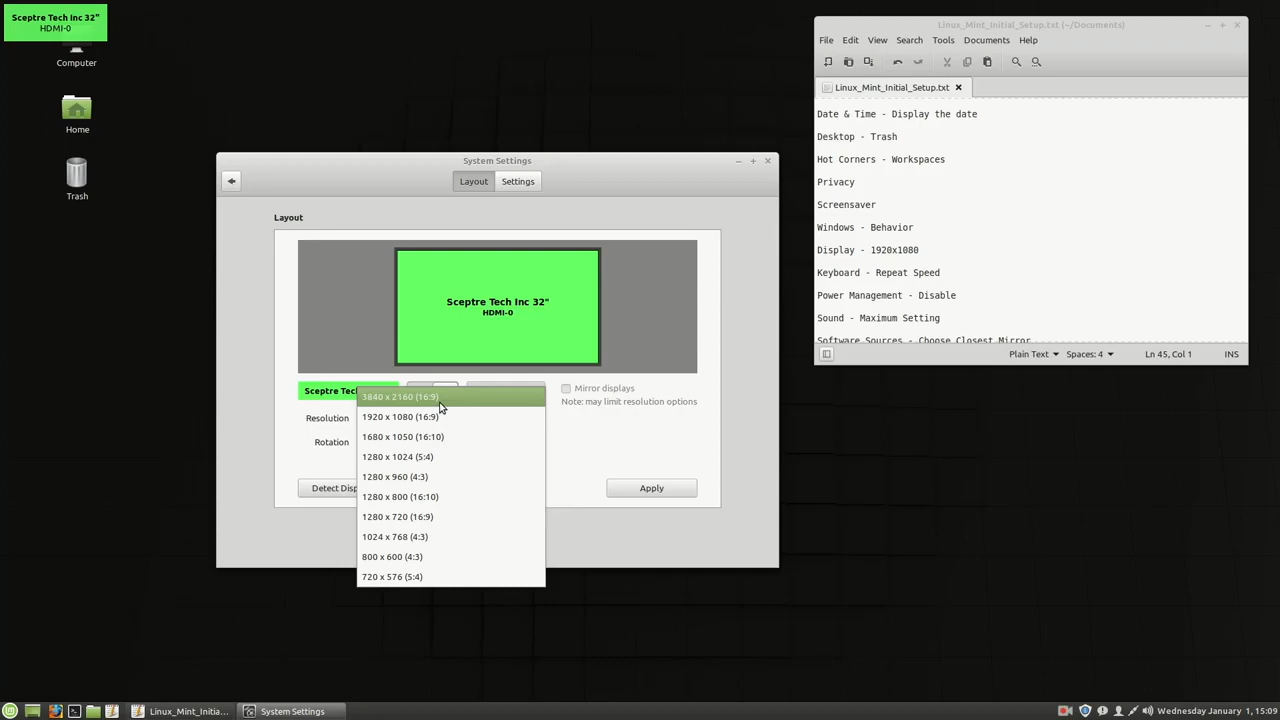 Sceptre Tech Inc 32"
HDMI-0
Computer
Home
Trash
Linux_Mint_Initial_Setup.txt (~/Documents)
File Edit View Search Tools Documents Help
Linux_Mint_Initial_Setup.txt
Date & Time - Display the date
Desktop - Trash
Hot Corners - Workspaces
Privacy
Screensaver
Windows - Behavior
Display - 1920x1080
Keyboard - Repeat Speed
Power Management - Disable
Sound - Maximum Setting
Software Sources - Choose Closest Mirror
Plain Text Spaces: 4 Ln 45, Col 1 INS
System Settings
Layout Settings
Layout
Sceptre Tech Inc 32"
HDMI-0
Sceptre Tec
Mirror displays
Note: may limit resolution options
Resolution
Rotation
3840 x 2160 (16:9)
1920 x 1080 (16:9)
1680 x 1050 (16:10)
1280 x 1024 (5:4)
1280 x 960 (4:3)
1280 x 800 (16:10)
1280 x 720 (16:9)
1024 x 768 (4:3)
800 x 600 (4:3)
720 x 576 (5:4)
Detect Disp
Apply
Linux_Mint_Initia...
System Settings
Wednesday January 1, 15:09